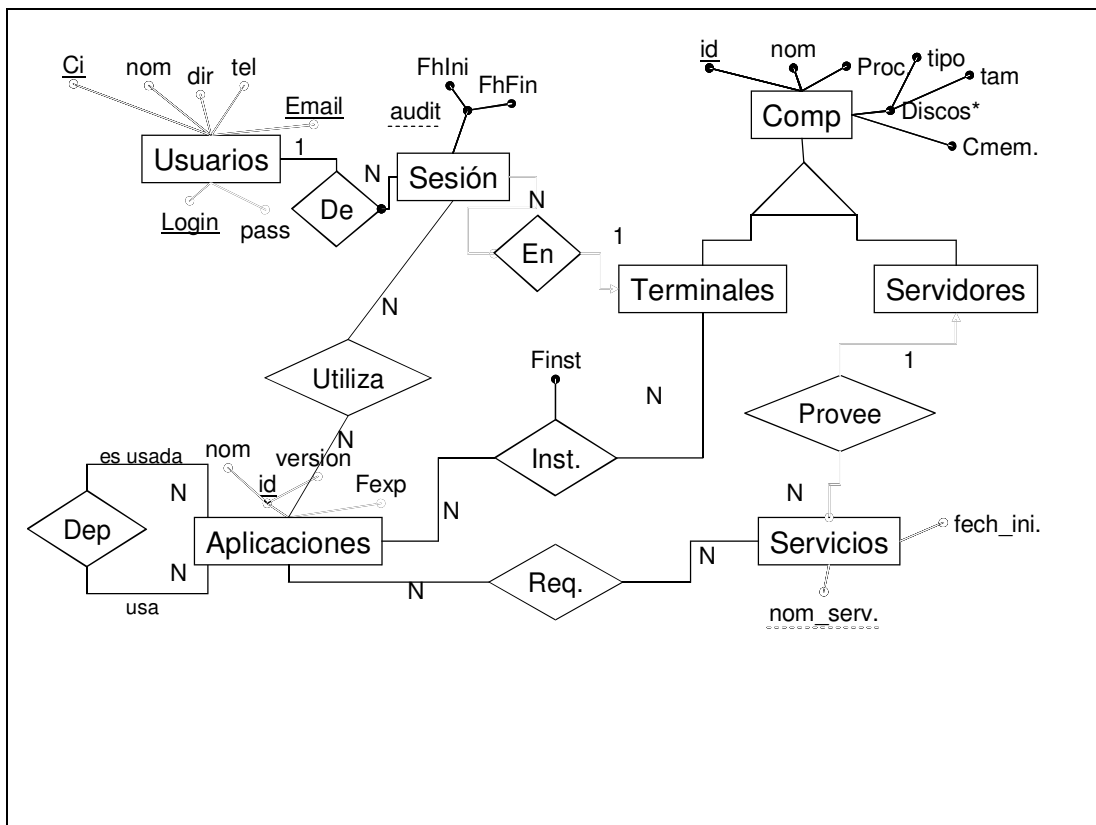 Ci
nom
dir
tel
Email
Usuarios
Login
pass
1
De
N
FhIni
FhFin
audit
Sesión
N
En
1
id
nom
Proc.
tipo
tam
Discos*
Cmem.
Comp
Terminales
Servidores
N
Utiliza
N
Finst
N
Inst.
N
1
Provee
N
es usada
N
Dep
N
usa
nom
id
version
Fexp
Aplicaciones
N
Req.
N
Servicios
fech_ini.
nom_serv.